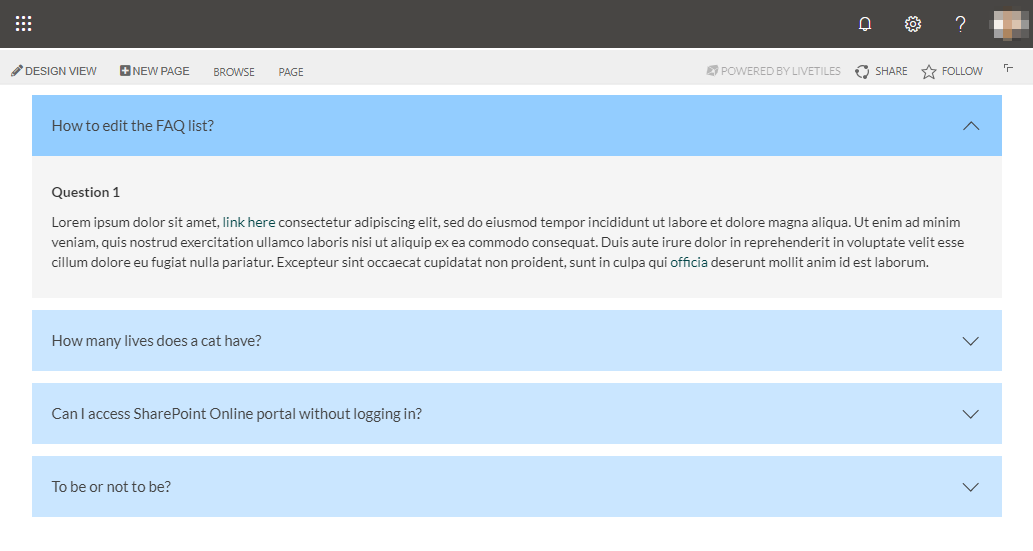 DESIGN VIEW NEW PAGE BROWSE PAGE POWERED BY LIVETILES SHARE FOLLOW
How to edit the FAQ list?
Question 1
Lorem ipsum dolor sit amet, link here consectetur adipiscing elit, sed do eiusmod tempor incididunt ut labore et dolore magna aliqua. Ut enim ad minim
veniam, quis nostrud exercitation ullamco laboris nisi ut aliquip ex ea commodo consequat. Duis aute irure dolor in reprehenderit in voluptate velit esse
cillum dolore eu fugiat nulla pariatur. Excepteur sint occaecat cupidatat non proident, sunt in culpa qui officia deserunt mollit anim id est laborum.
How many lives does a cat have?
Can I access SharePoint Online portal without logging in?
To be or not to be?